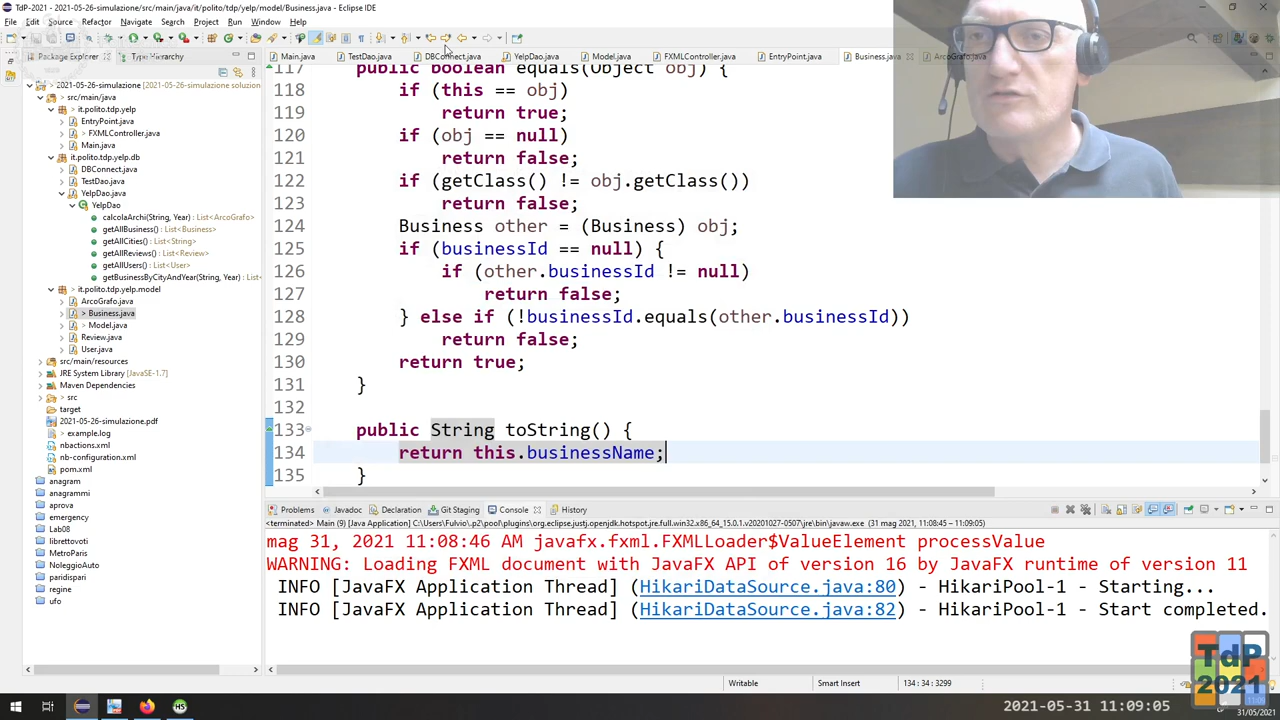 TdP-2021 - 2021-05-26-simulazione/src/main/java/it/polito/tdp/yelp/model/Business.java - Eclipse IDE
File Edit Source Refactor Navigate Search Project Run Window Help
Package Explorer Type Hierarchy
Main.java TestDao.java DBConnect.java YelpDao.java Model.java FXMLController.java EntryPoint.java Business.java ArcoGrafo.java
2021-05-26-simulazione [2021-05-26-simulazione soluzion
src/main/java
it.polito.tdp.yelp
EntryPoint.java
> FXMLController.java
Main.java
it.polito.tdp.yelp.db
DBConnect.java
TestDao.java
YelpDao.java
YelpDao
calcolaArchi(String, Year) : List<ArcoGrafo>
getAllBusiness() : List<Business>
getAllCities() : List<String>
getAllReviews() : List<Review>
getAllUsers() : List<User>
getBusinessByCityAndYear(String, Year)
it.polito.tdp.yelp.model
ArcoGrafo.java
> Business.java
> Model.java
Review.java
User.java
src/main/resources
JRE System Library [JavaSE-1.7]
Maven Dependencies
> src
target
2021-05-26-simulazione.pdf
> example.log
nbactions.xml
nb-configuration.xml
pom.xml
anagram
anagrammi
aprova
emergency
Lab08
librettovoti
MetroParis
NoleggioAuto
paridispari
regine
ufo
117 public boolean equals(Object obj) {
118 if (this == obj)
119 return true;
120 if (obj == null)
121 return false;
122 if (getClass() != obj.getClass())
123 return false;
124 Business other = (Business) obj;
125 if (businessId == null) {
126 if (other.businessId != null)
127 return false;
128 } else if (!businessId.equals(other.businessId))
129 return false;
130 return true;
131 }
132
133 public String toString() {
134 return this.businessName;
135 }
Problems Javadoc Declaration Git Staging Console History
<terminated> Main (9) [Java Application] C:\Users\Fulvio\.p2\pool\plugins\org.eclipse.justj.openjdk.hotspot.jre.full.win32.x86_64_15.0.1.v20201027-0507\jre\bin\javaw.exe (31 mag 2021, 11:08:45 – 11:09:05)
mag 31, 2021 11:08:46 AM javafx.fxml.FXMLLoader$ValueElement processValue
WARNING: Loading FXML document with JavaFX API of version 16 by JavaFX runtime of version 11
INFO [JavaFX Application Thread] (HikariDataSource.java:80) - HikariPool-1 - Starting...
INFO [JavaFX Application Thread] (HikariDataSource.java:82) - HikariPool-1 - Start completed.
Writable Smart Insert 134 : 34 : 3299
TdP
2021
2021-05-31 11:09:05
31/05/2021